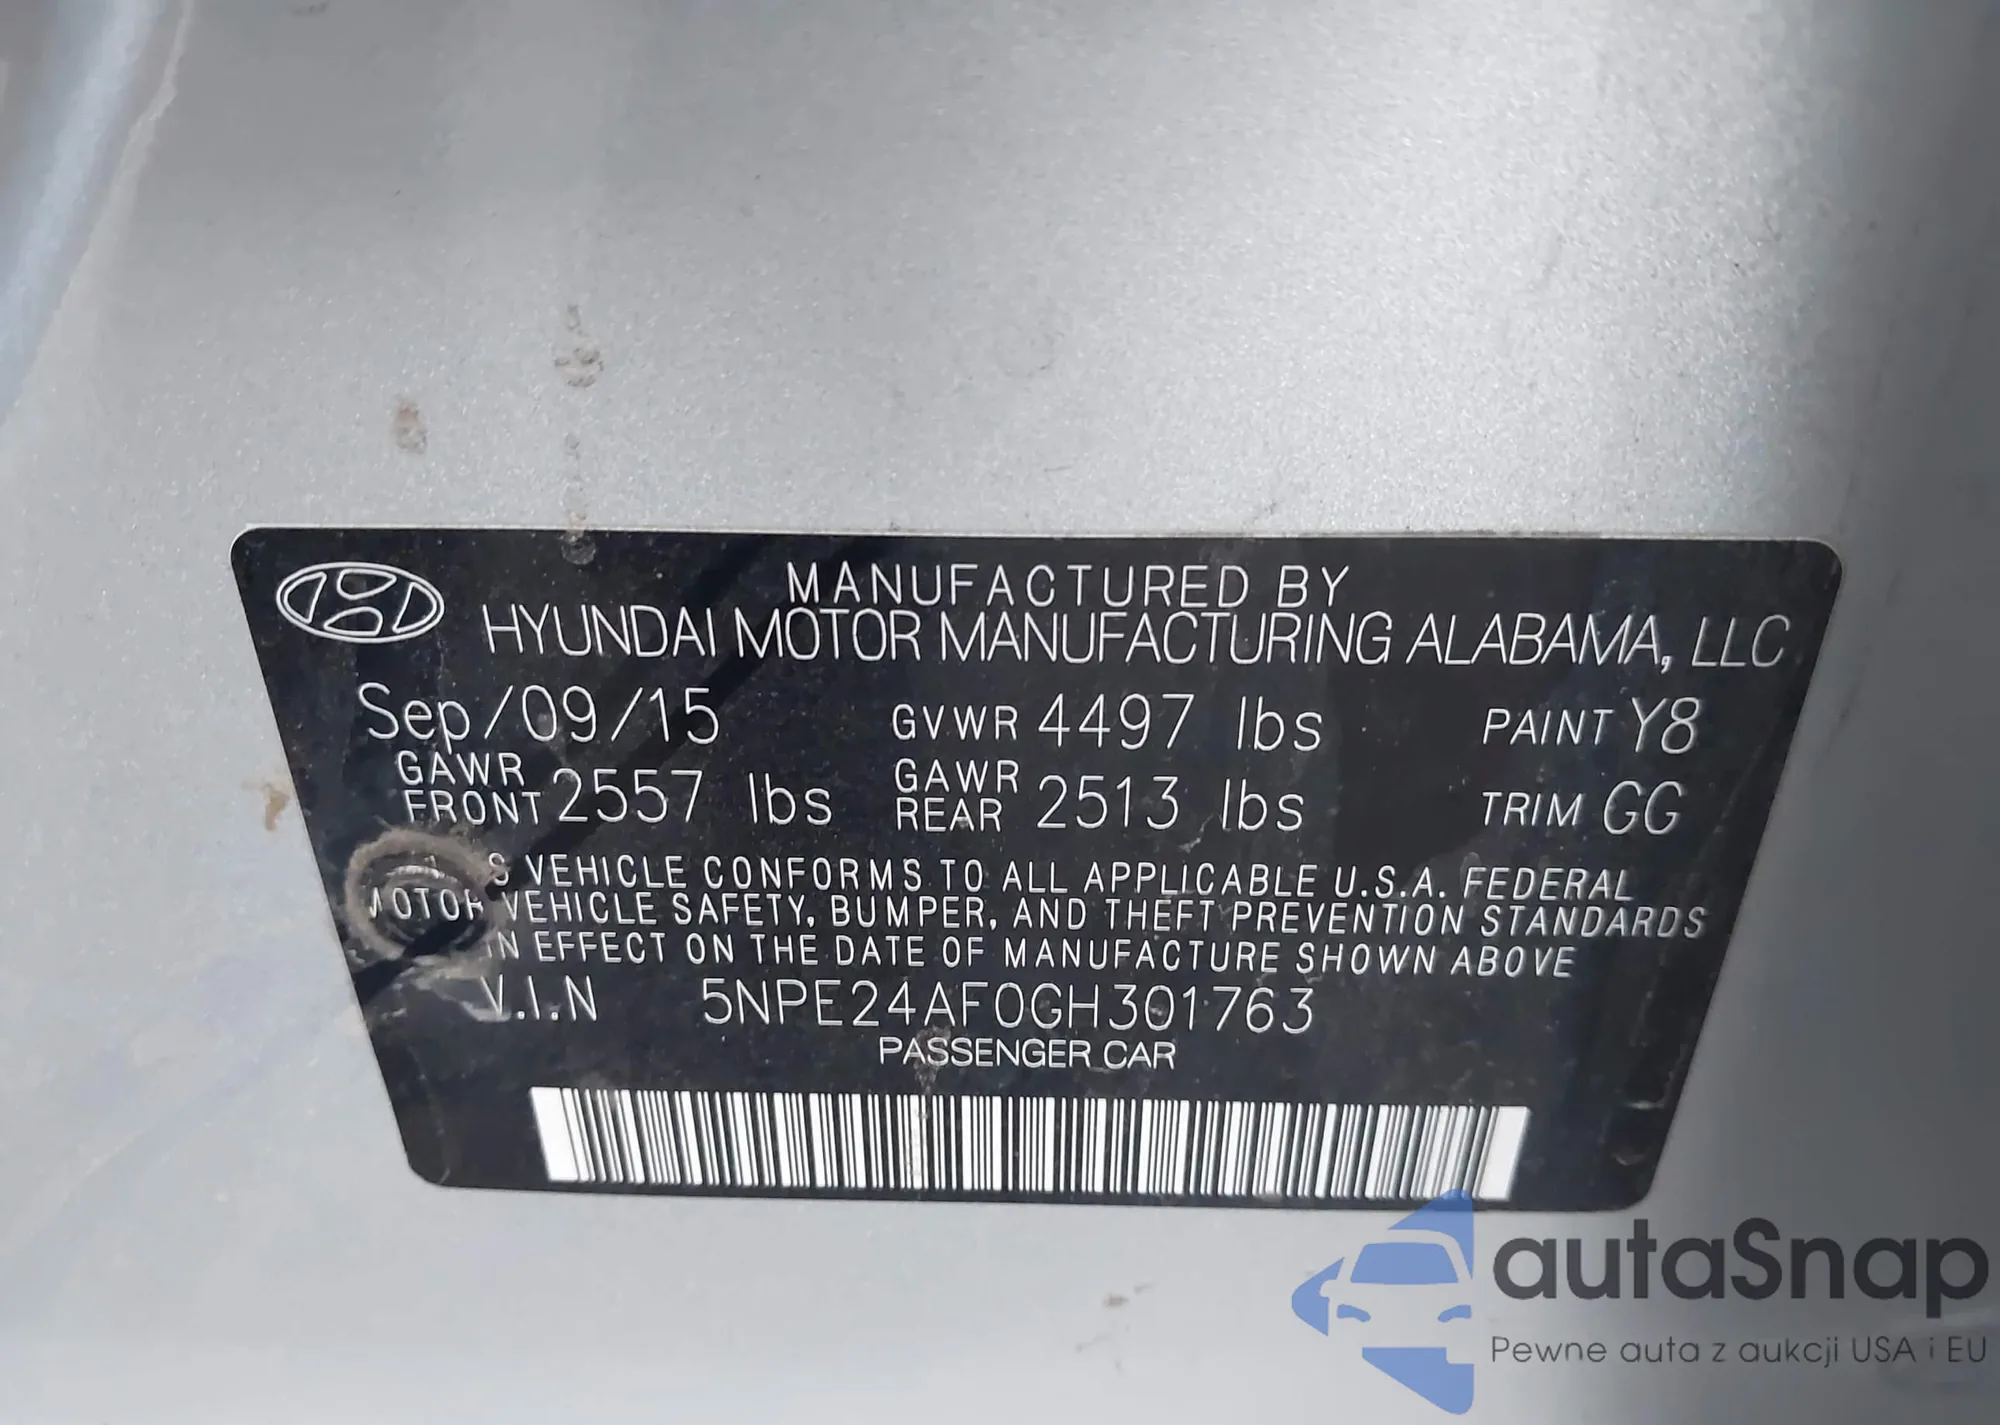 MANUFACTURED BY
HYUNDAI MOTOR MANUFACTURING ALABAMA, LLC
Sep/09/15 GVWR 4497 lbs PAINT Y8
GAWR FRONT 2557 lbs GAWR REAR 2513 lbs TRIM GG
S VEHICLE CONFORMS TO ALL APPLICABLE U.S.A. FEDERAL
MOTOR VEHICLE SAFETY, BUMPER, AND THEFT PREVENTION STANDARDS
IN EFFECT ON THE DATE OF MANUFACTURE SHOWN ABOVE
V.I.N 5NPE24AF0GH301763
PASSENGER CAR
autaSnap
Pewne auta z aukcji USA i EU